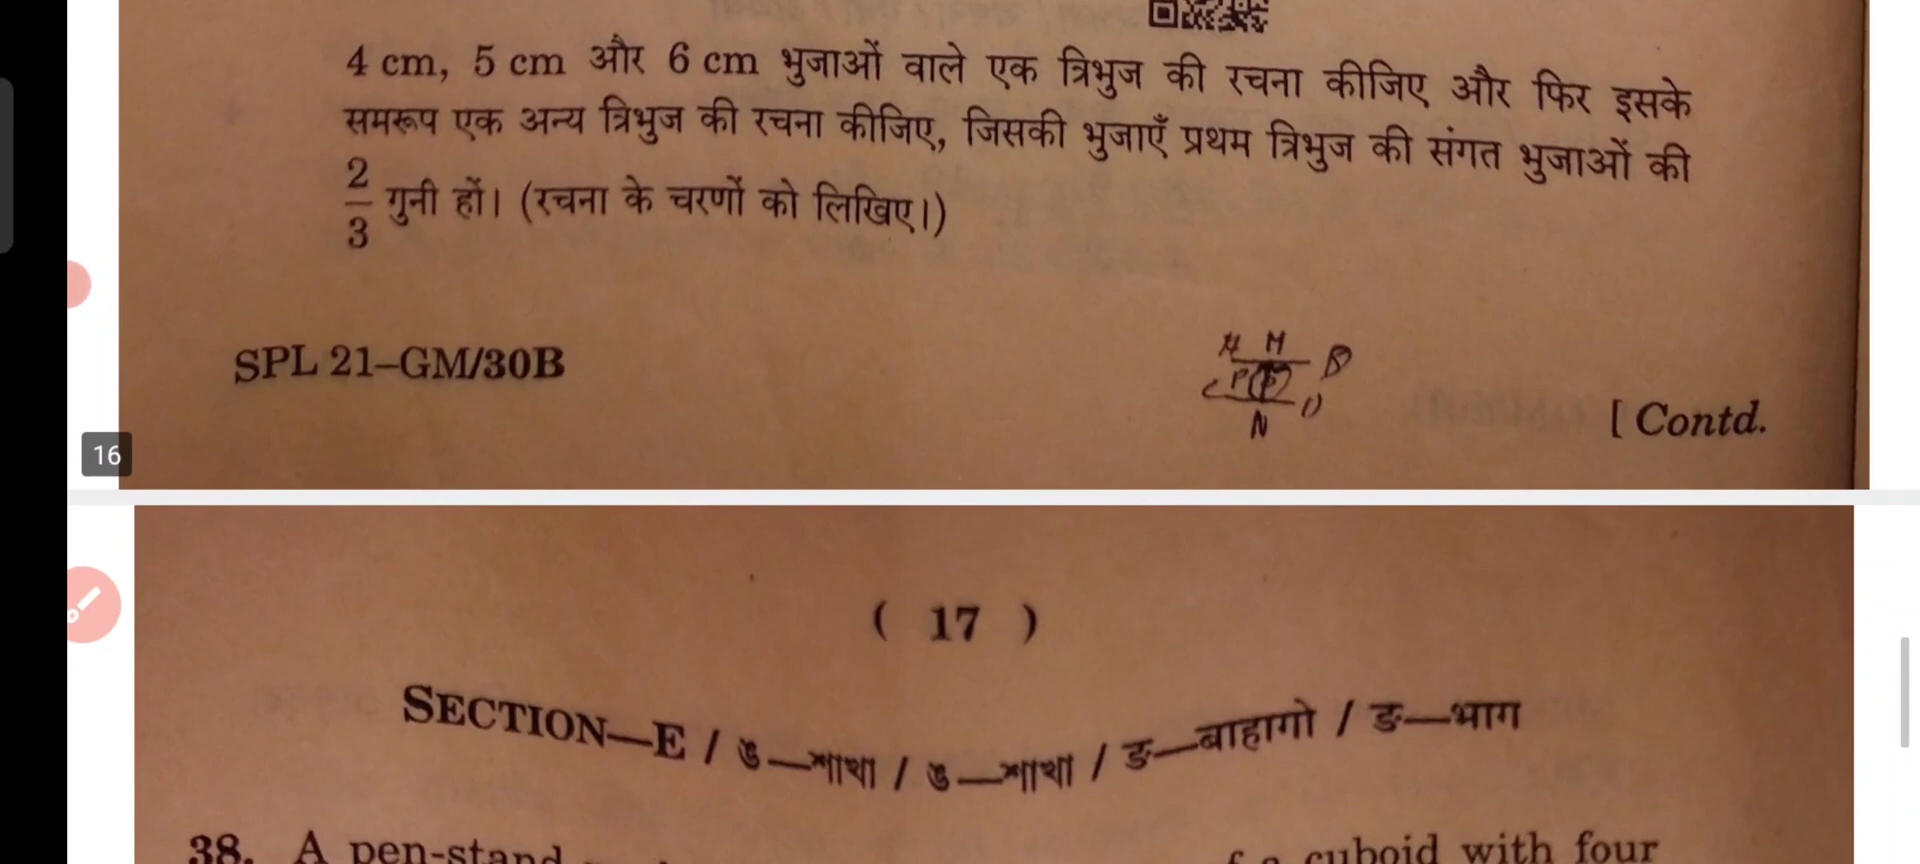 4 cm, 5 cm और 6 cm भुजाओं वाले एक त्रिभुज की रचना कीजिए और फिर इसके
समरूप एक अन्य त्रिभुज की रचना कीजिए, जिसकी भुजाएँ प्रथम त्रिभुज की संगत भुजाओं की
2/3 गुनी हों। (रचना के चरणों को लिखिए।)
M B
N
SPL 21–GM/30B
[ Contd.
16
( 17 )
SECTION—E / ঙ—শাখা / ঙ—শাখা / ङ—बाहागो / ङ—भाग
38. A pen-stand cuboid with four